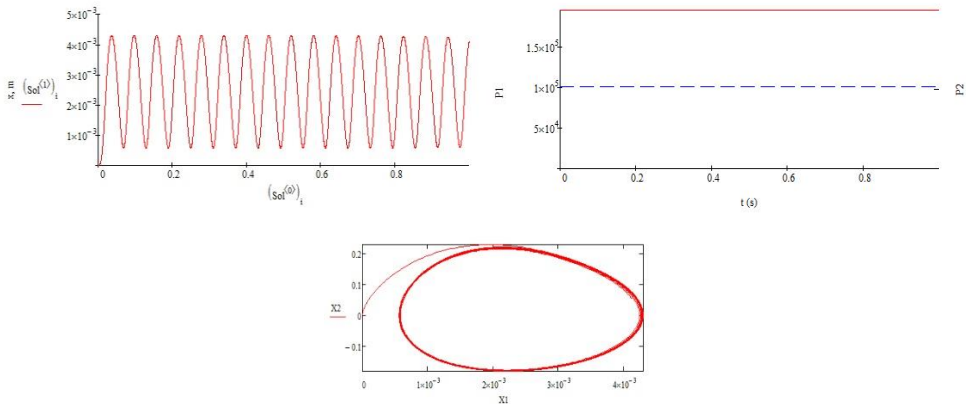 5×10⁻³
4×10⁻³
3×10⁻³
2×10⁻³
1×10⁻³
x, m
(Sol⟨1⟩)ᵢ
0 0.2 0.4 0.6 0.8
(Sol⟨0⟩)ᵢ
1.5×10⁵
1×10⁵
5×10⁴
P1
P2
0 0.2 0.4 0.6 0.8
t (s)
0.2
0.1
0
− 0.1
X2
0 1×10⁻³ 2×10⁻³ 3×10⁻³ 4×10⁻³
X1